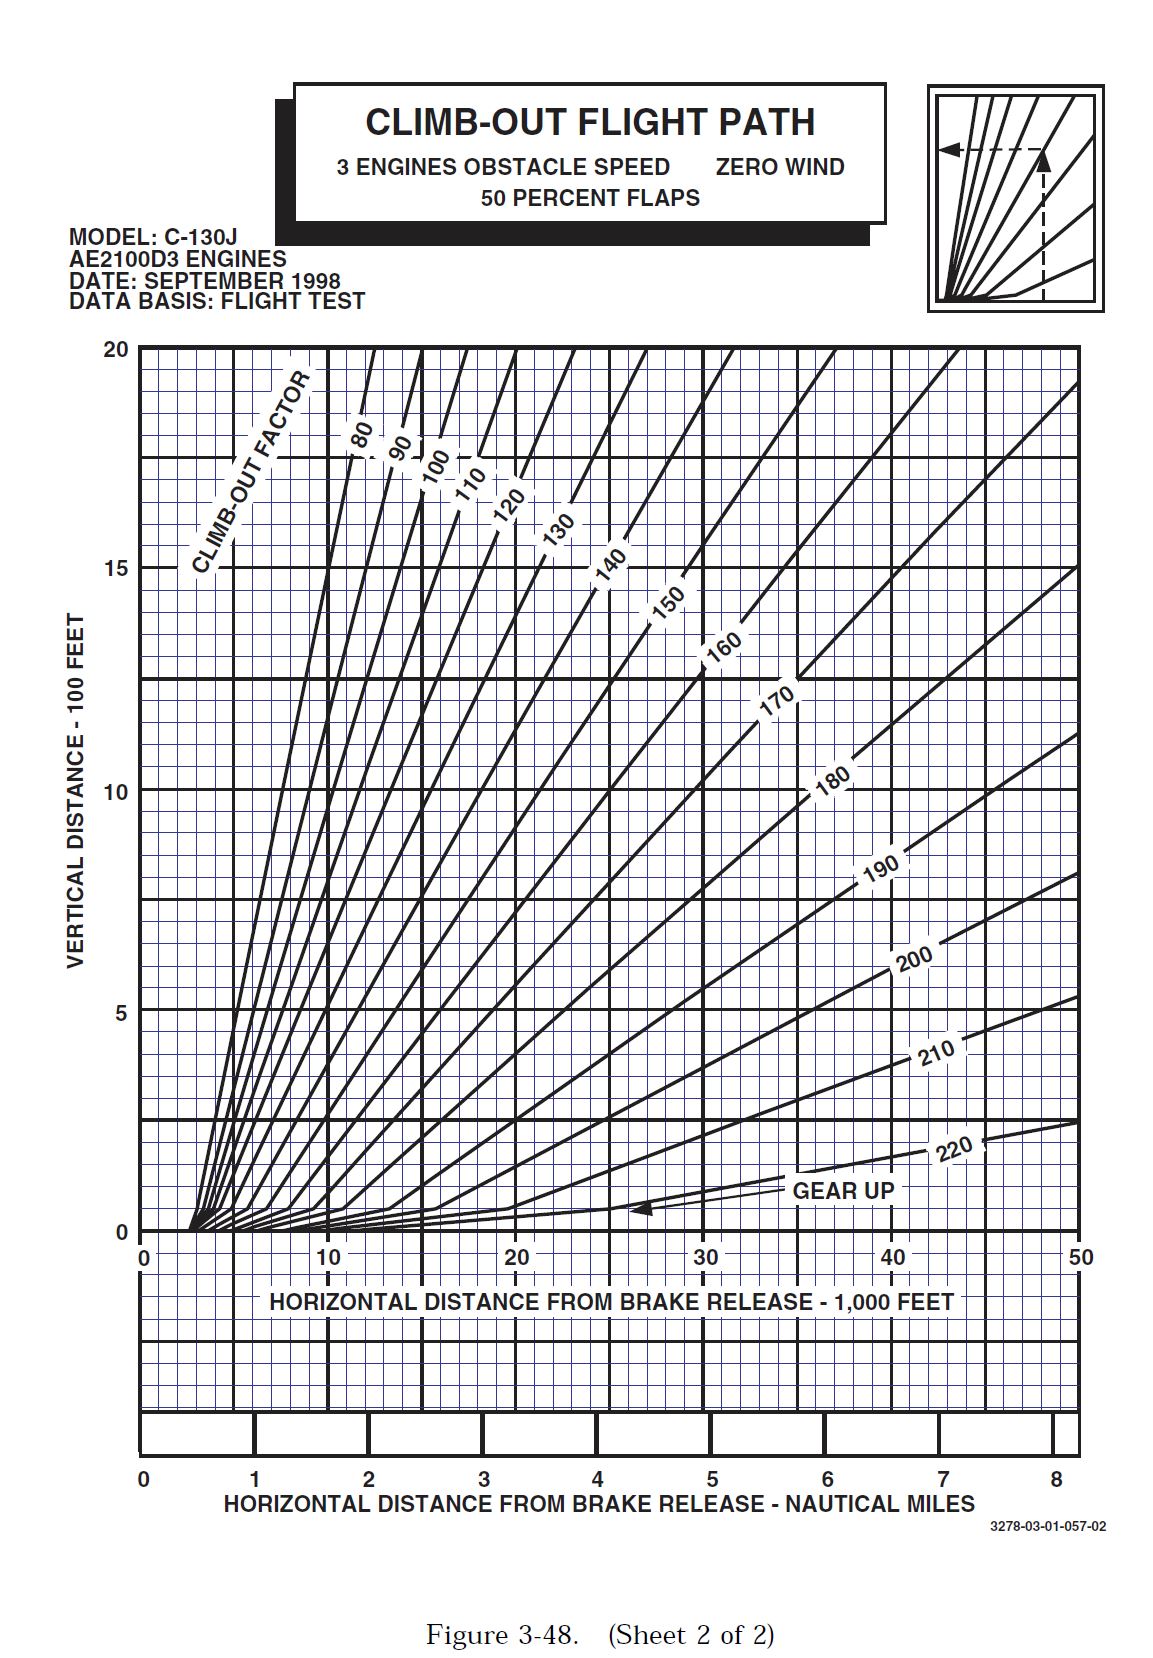 CLIMB-OUT FLIGHT PATH
3 ENGINES OBSTACLE SPEED ZERO WIND
50 PERCENT FLAPS
MODEL: C-130J
AE2100D3 ENGINES
DATE: SEPTEMBER 1998
DATA BASIS: FLIGHT TEST
20
15
10
5
0
VERTICAL DISTANCE - 100 FEET
CLIMB-OUT FACTOR
80
90
100
110
120
130
140
150
160
170
180
190
200
210
220
GEAR UP
0 10 20 30 40 50
HORIZONTAL DISTANCE FROM BRAKE RELEASE - 1,000 FEET
0 1 2 3 4 5 6 7 8
HORIZONTAL DISTANCE FROM BRAKE RELEASE - NAUTICAL MILES
3278-03-01-057-02
Figure 3-48. (Sheet 2 of 2)